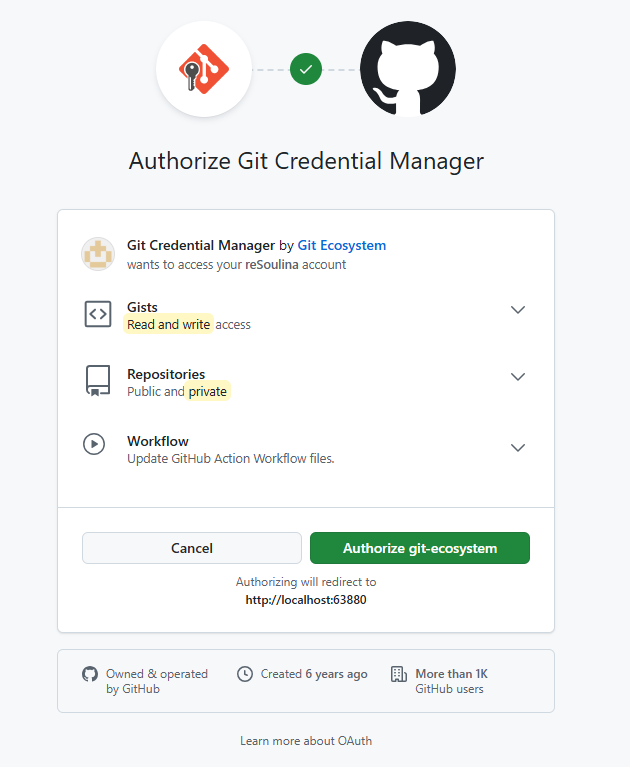 Authorize Git Credential Manager
Git Credential Manager by Git Ecosystem
wants to access your reSoulina account
Gists
Read and write access
Repositories
Public and private
Workflow
Update GitHub Action Workflow files.
Cancel
Authorize git-ecosystem
Authorizing will redirect to
http://localhost:63880
Owned & operated
by GitHub
Created 6 years ago
More than 1K
GitHub users
Learn more about OAuth